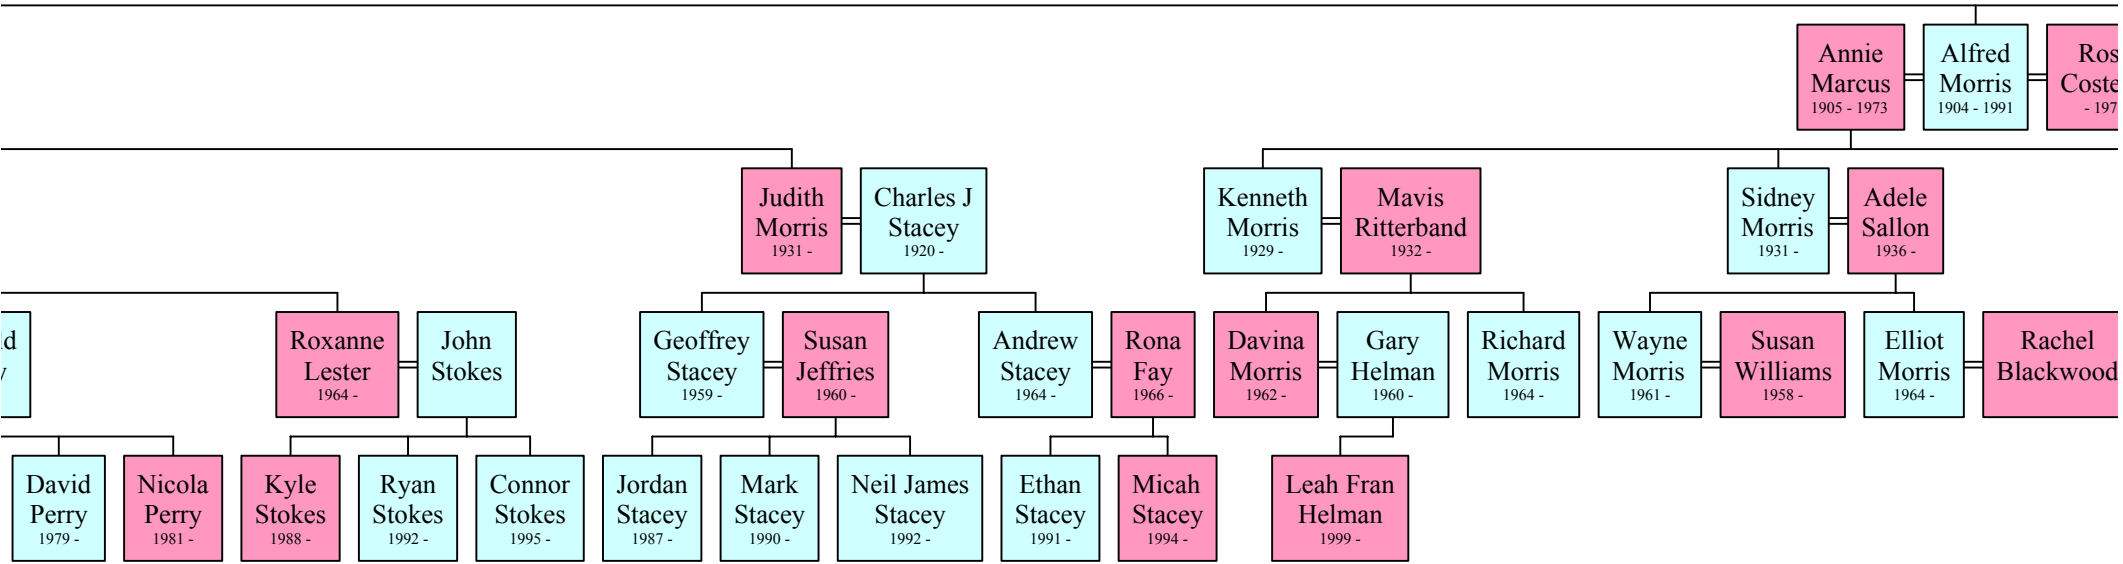 Annie
Marcus
1905 - 1973
Alfred
Morris
1904 - 1991
Judith
Morris
1931 -
Charles J
Stacey
1920 -
Kenneth
Morris
1929 -
Mavis
Ritterband
1932 -
Sidney
Morris
1931 -
Adele
Sallon
1936 -
Roxanne
Lester
1964 -
John
Stokes
Geoffrey
Stacey
1959 -
Susan
Jeffries
1960 -
Andrew
Stacey
1964 -
Rona
Fay
1966 -
Davina
Morris
1962 -
Gary
Helman
1960 -
Richard
Morris
1964 -
Wayne
Morris
1961 -
Susan
Williams
1958 -
Elliot
Morris
1964 -
Rachel
Blackwood
David
Perry
1979 -
Nicola
Perry
1981 -
Kyle
Stokes
1988 -
Ryan
Stokes
1992 -
Connor
Stokes
1995 -
Jordan
Stacey
1987 -
Mark
Stacey
1990 -
Neil James
Stacey
1992 -
Ethan
Stacey
1991 -
Micah
Stacey
1994 -
Leah Fran
Helman
1999 -